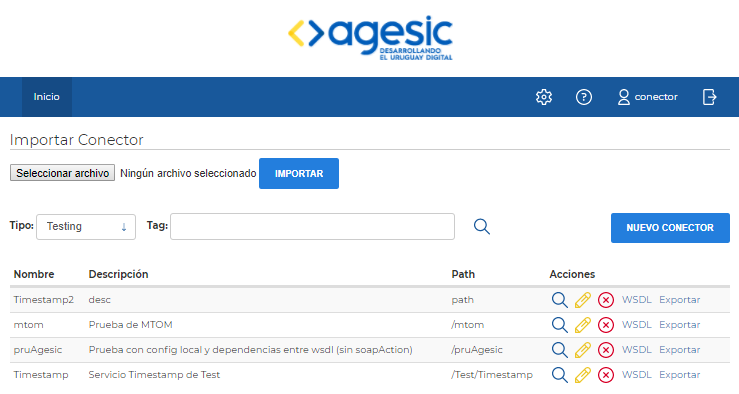 agesic
DESARROLLANDO
EL URUGUAY DIGITAL
Inicio conector
Importar Conector
Seleccionar archivo Ningún archivo seleccionado IMPORTAR
Tipo: Testing Tag: NUEVO CONECTOR
Nombre Descripción Path Acciones
Timestamp2 desc path WSDL Exportar
mtom Prueba de MTOM /mtom WSDL Exportar
pruAgesic Prueba con config local y dependencias entre wsdl (sin soapAction) /pruAgesic WSDL Exportar
Timestamp Servicio Timestamp de Test /Test/Timestamp WSDL Exportar